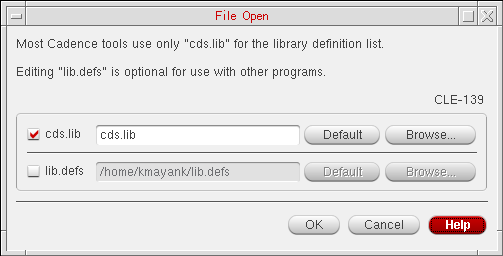 File Open
Most Cadence tools use only "cds.lib" for the library definition list.
Editing "lib.defs" is optional for use with other programs.
CLE-139
cds.lib cds.lib Default Browse...
lib.defs /home/kmayank/lib.defs Default Browse...
OK Cancel Help